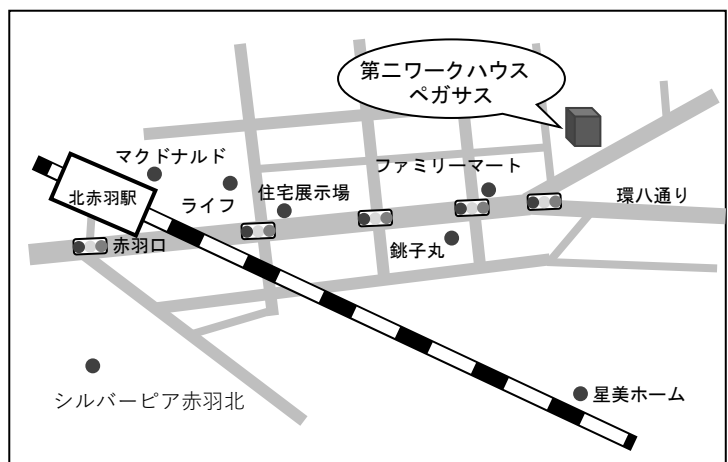 第二ワークハウス
ペガサス
マクドナルド
ファミリーマート
北赤羽駅
ライフ
住宅展示場
環八通り
赤羽口
銚子丸
シルバーピア赤羽北
星美ホーム